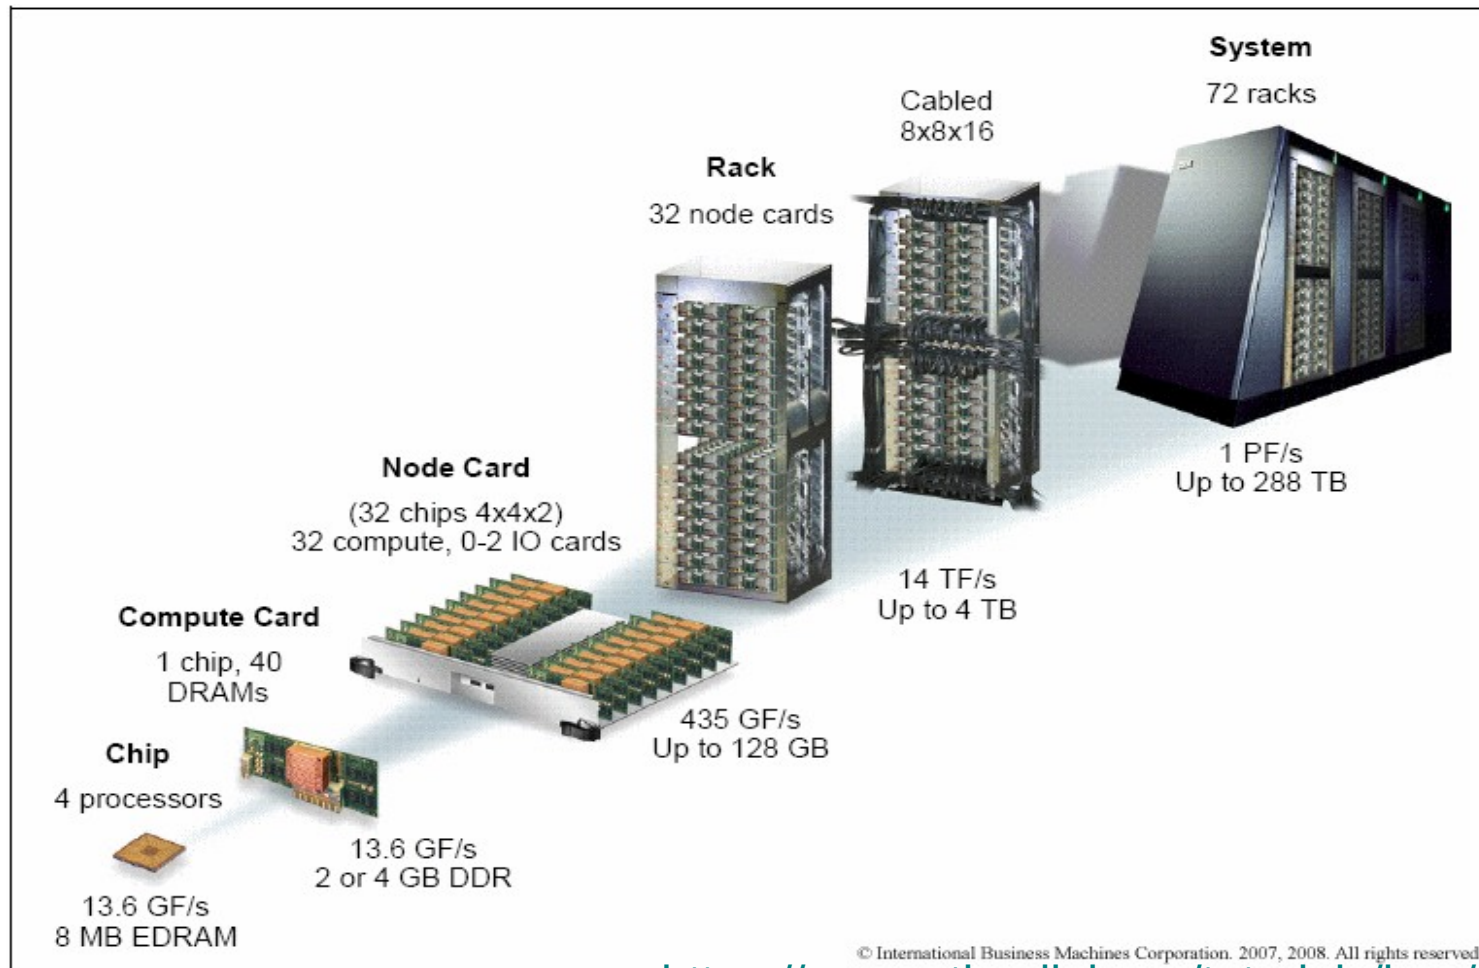 Chip
4 processors
13.6 GF/s
8 MB EDRAM
Compute Card
1 chip, 40
DRAMs
13.6 GF/s
2 or 4 GB DDR
Node Card
(32 chips 4x4x2)
32 compute, 0-2 IO cards
435 GF/s
Up to 128 GB
Rack
32 node cards
Cabled
8x8x16
14 TF/s
Up to 4 TB
System
72 racks
1 PF/s
Up to 288 TB
© International Business Machines Corporation. 2007, 2008. All rights reserved